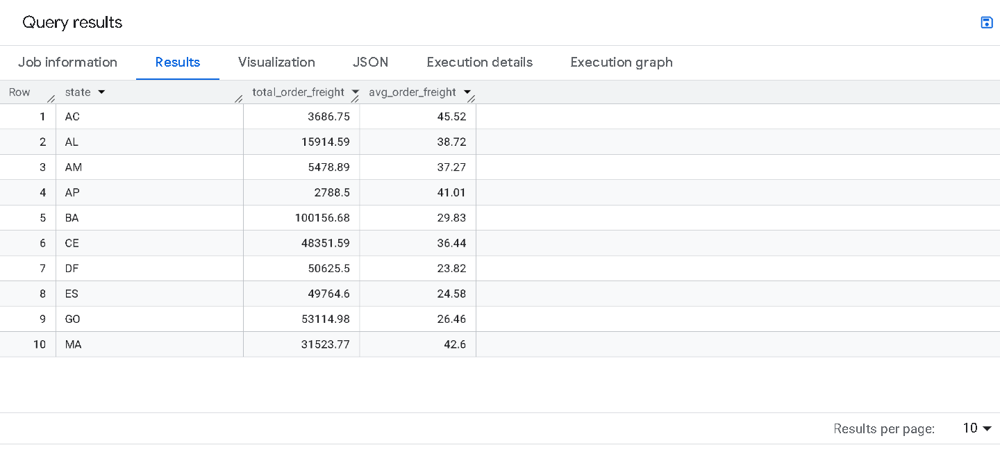 Query results
Job information Results Visualization JSON Execution details Execution graph
Row state total_order_freight avg_order_freight
1 AC 3686.75 45.52
2 AL 15914.59 38.72
3 AM 5478.89 37.27
4 AP 2788.5 41.01
5 BA 100156.68 29.83
6 CE 48351.59 36.44
7 DF 50625.5 23.82
8 ES 49764.6 24.58
9 GO 53114.98 26.46
10 MA 31523.77 42.6
Results per page: 10